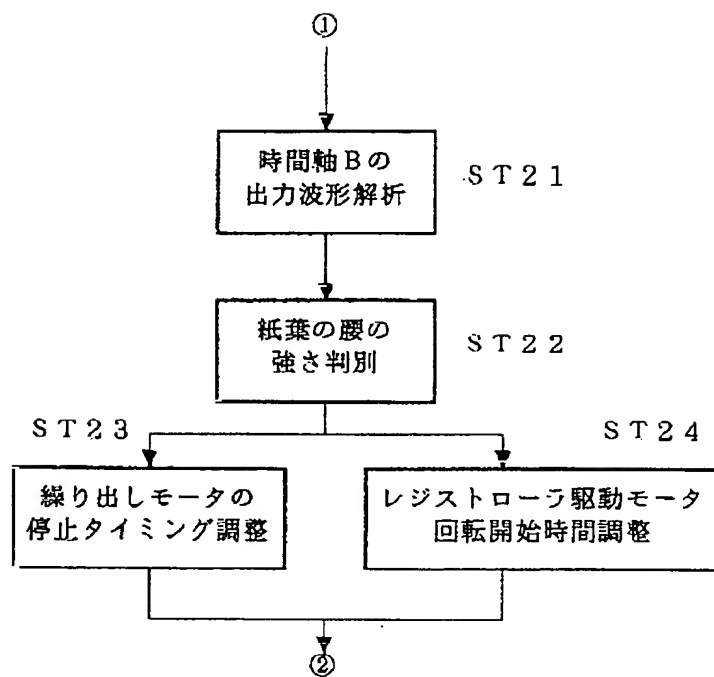 ①
時間軸Bの
出力波形解析
ST21
紙葉の腰の
強さ判別
ST22
ST23
ST24
繰り出しモータの
停止タイミング調整
レジストローラ駆動モータ
回転開始時間調整
②